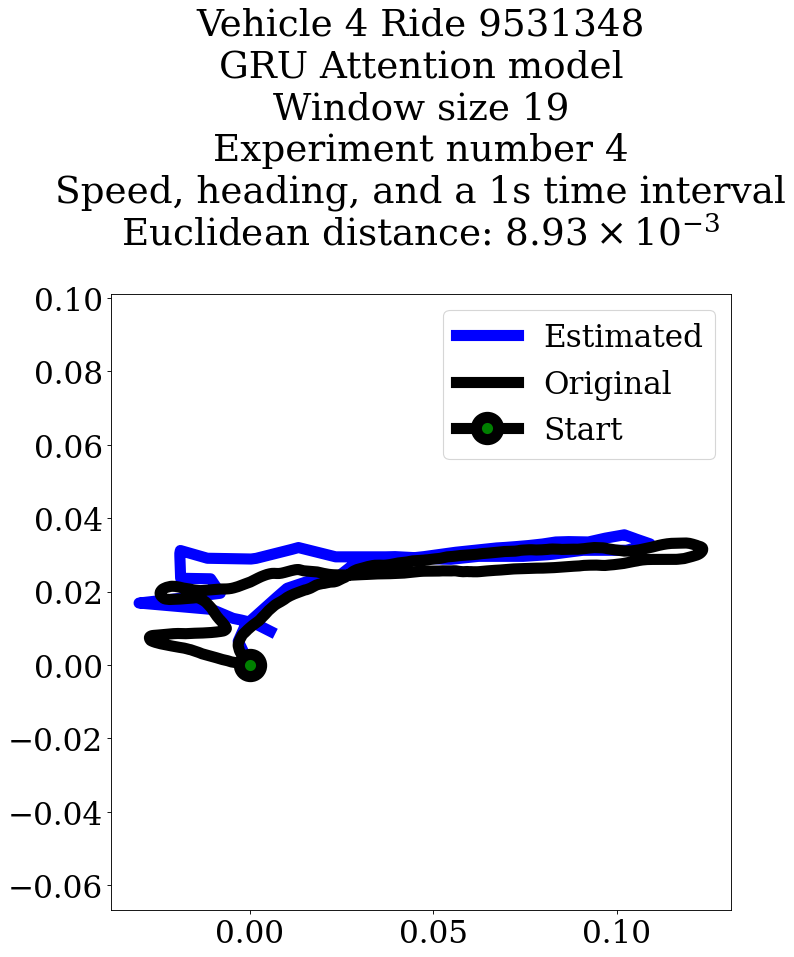 Vehicle 4 Ride 9531348
GRU Attention model
Window size 19
Experiment number 4
Speed, heading, and a 1s time interval
Euclidean distance: 8.93 × 10⁻³
0.10
Estimated
0.08
Original
0.06
Start
0.04
0.02
0.00
−0.02
−0.04
−0.06
0.00 0.05 0.10